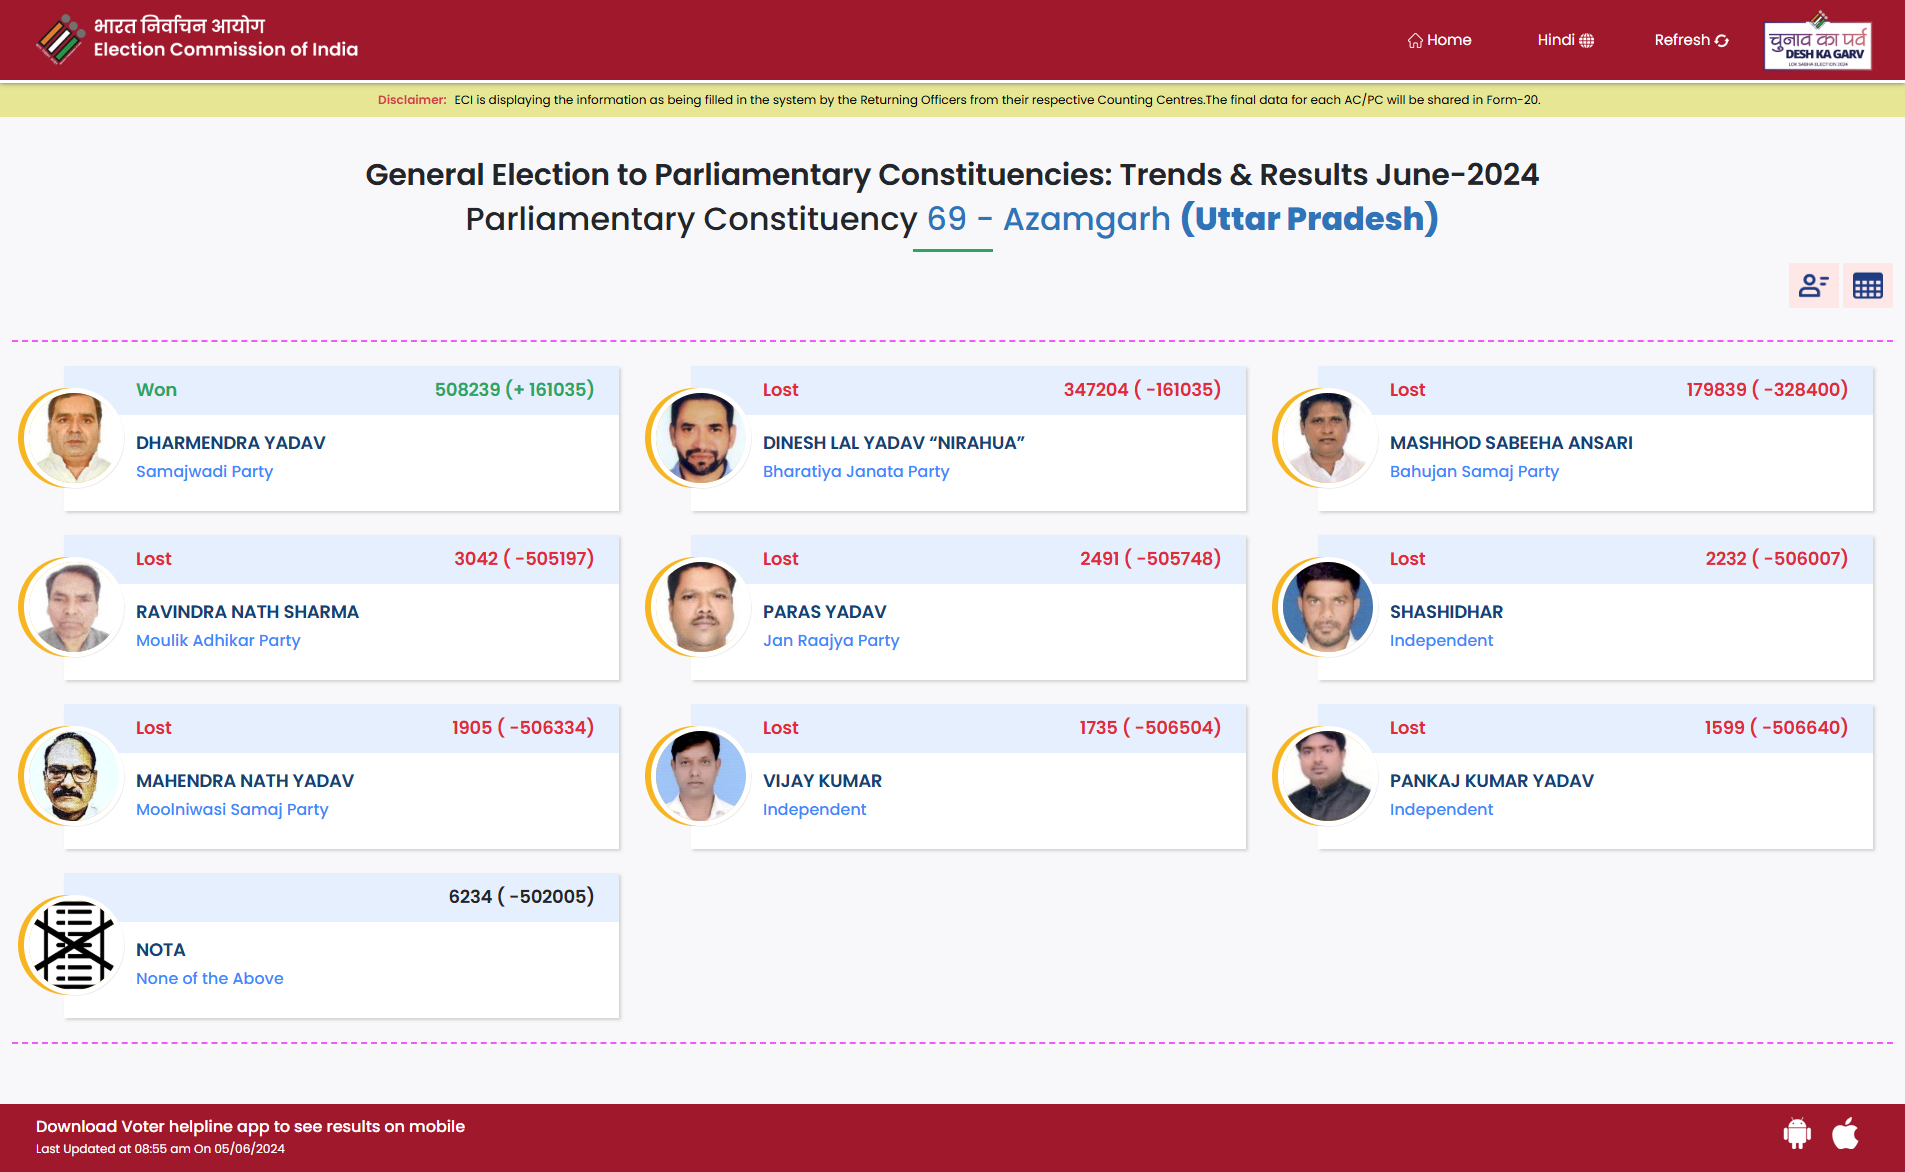 भारत निर्वाचन आयोग
Election Commission of India
Home
Hindi
Refresh
चुनाव का पर्व
DESH KA GARV
LOK SABHA ELECTION 2024
Disclaimer: ECI is displaying the information as being filled in the system by the Returning Officers from their respective Counting Centres.The final data for each AC/PC will be shared in Form-20.
General Election to Parliamentary Constituencies: Trends & Results June-2024
Parliamentary Constituency 69 - Azamgarh (Uttar Pradesh)
Won 508239 (+ 161035)
DHARMENDRA YADAV
Samajwadi Party
Lost 347204 ( -161035)
DINESH LAL YADAV “NIRAHUA”
Bharatiya Janata Party
Lost 179839 ( -328400)
MASHHOD SABEEHA ANSARI
Bahujan Samaj Party
Lost 3042 ( -505197)
RAVINDRA NATH SHARMA
Moulik Adhikar Party
Lost 2491 ( -505748)
PARAS YADAV
Jan Raajya Party
Lost 2232 ( -506007)
SHASHIDHAR
Independent
Lost 1905 ( -506334)
MAHENDRA NATH YADAV
Moolniwasi Samaj Party
Lost 1735 ( -506504)
VIJAY KUMAR
Independent
Lost 1599 ( -506640)
PANKAJ KUMAR YADAV
Independent
6234 ( -502005)
NOTA
None of the Above
Download Voter helpline app to see results on mobile
Last Updated at 08:55 am On 05/06/2024